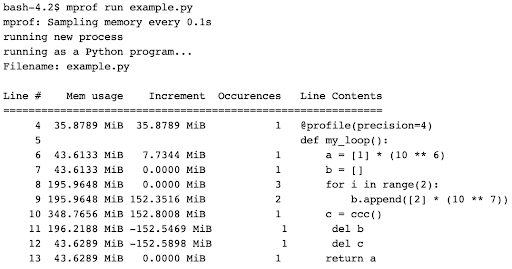 bash-4.2$ mprof run example.py
mprof: Sampling memory every 0.1s
running new process
running as a Python program...
Filename: example.py

Line #    Mem usage    Increment  Occurences   Line Contents
============================================================
     4  35.8789 MiB  35.8789 MiB           1   @profile(precision=4)
     5                                         def my_loop():
     6  43.6133 MiB   7.7344 MiB           1       a = [1] * (10 ** 6)
     7  43.6133 MiB   0.0000 MiB           1       b = []
     8 195.9648 MiB   0.0000 MiB           3       for i in range(2):
     9 195.9648 MiB 152.3516 MiB           2           b.append([2] * (10 ** 7))
    10 348.7656 MiB 152.8008 MiB           1       c = ccc()
    11 196.2188 MiB -152.5469 MiB           1       del b
    12  43.6289 MiB -152.5898 MiB           1       del c
    13  43.6289 MiB   0.0000 MiB           1       return a